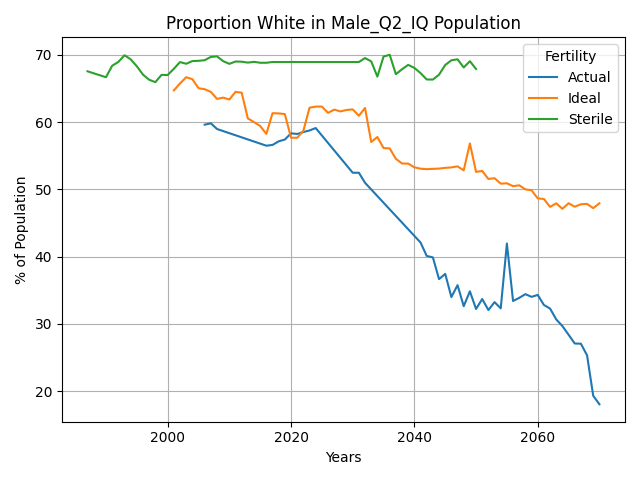 Proportion White in Male_Q2_IQ Population
Fertility
Actual
Ideal
Sterile
% of Population
70
60
50
40
30
20
2000
2020
2040
2060
Years